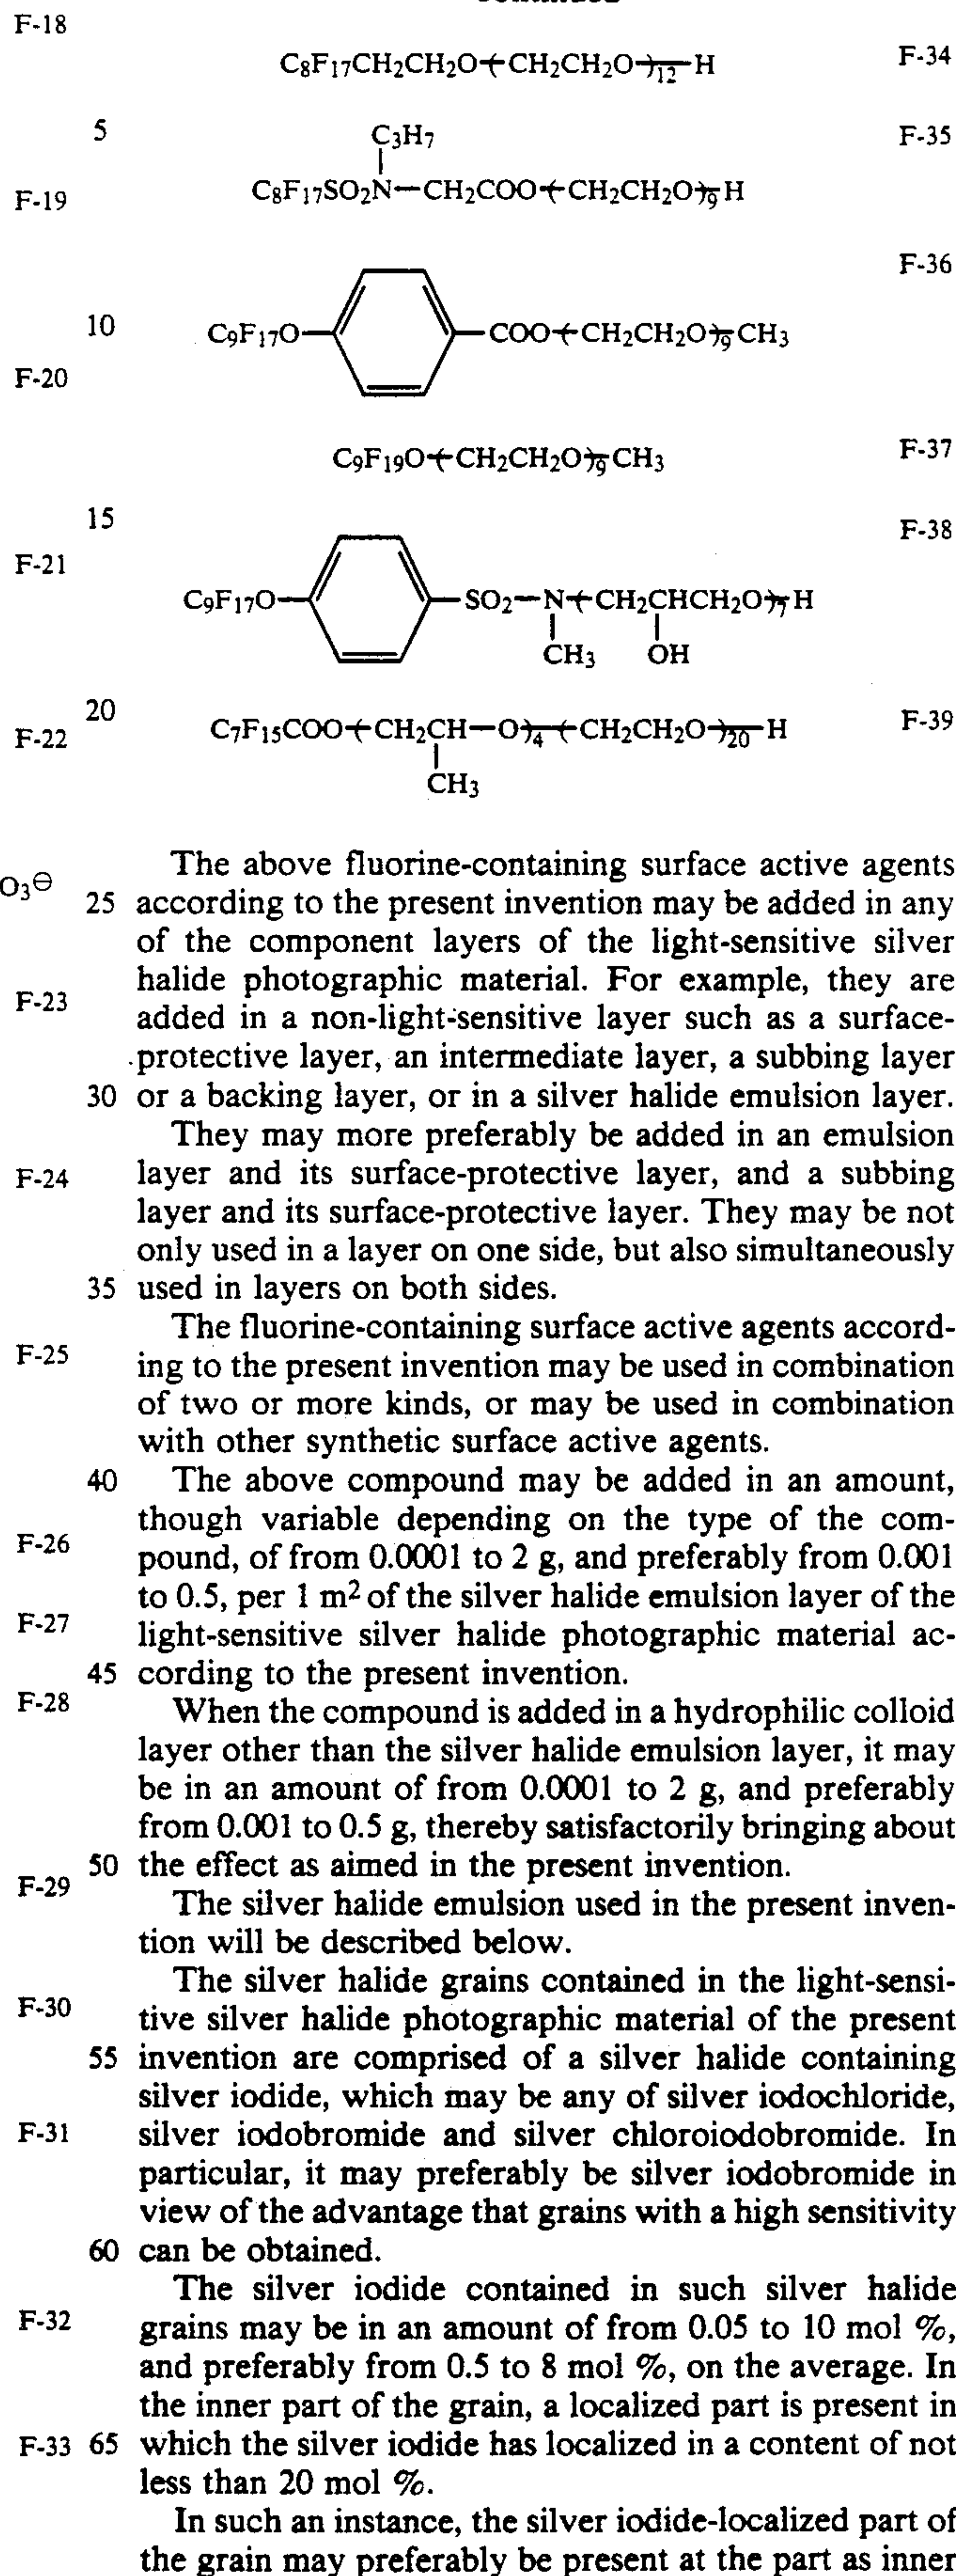 F-18
C8F17CH2CH2O-(CH2CH2O)12-H F-34
5 C3H7 F-35
F-19 C8F17SO2N—CH2COO-(CH2CH2O)9-H
F-36
10 C9F17O- -COO-(CH2CH2O)9-CH3
F-20
C9F19O-(CH2CH2O)9-CH3 F-37
15 F-38
F-21
C9F17O- -SO2—N-(CH2CHCH2O)7-H
CH3 OH
20 F-22 C7F15COO-(CH2CH—O)4-(CH2CH2O)20-H F-39
CH3
The above fluorine-containing surface active agents
O3⊖
25 according to the present invention may be added in any
of the component layers of the light-sensitive silver
halide photographic material. For example, they are
F-23
added in a non-light-sensitive layer such as a surface-
protective layer, an intermediate layer, a subbing layer
30 or a backing layer, or in a silver halide emulsion layer.
They may more preferably be added in an emulsion
F-24 layer and its surface-protective layer, and a subbing
layer and its surface-protective layer. They may be not
only used in a layer on one side, but also simultaneously
35 used in layers on both sides.
The fluorine-containing surface active agents accord-
F-25 ing to the present invention may be used in combination
of two or more kinds, or may be used in combination
with other synthetic surface active agents.
40 The above compound may be added in an amount,
though variable depending on the type of the com-
F-26 pound, of from 0.0001 to 2 g, and preferably from 0.001
to 0.5, per 1 m2 of the silver halide emulsion layer of the
F-27 light-sensitive silver halide photographic material ac-
45 cording to the present invention.
F-28 When the compound is added in a hydrophilic colloid
layer other than the silver halide emulsion layer, it may
be in an amount of from 0.0001 to 2 g, and preferably
from 0.001 to 0.5 g, thereby satisfactorily bringing about
50 the effect as aimed in the present invention.
F-29
The silver halide emulsion used in the present inven-
tion will be described below.
The silver halide grains contained in the light-sensi-
F-30 tive silver halide photographic material of the present
55 invention are comprised of a silver halide containing
silver iodide, which may be any of silver iodochloride,
F-31 silver iodobromide and silver chloroiodobromide. In
particular, it may preferably be silver iodobromide in
view of the advantage that grains with a high sensitivity
60 can be obtained.
The silver iodide contained in such silver halide
F-32 grains may be in an amount of from 0.05 to 10 mol %,
and preferably from 0.5 to 8 mol %, on the average. In
the inner part of the grain, a localized part is present in
F-33 65 which the silver iodide has localized in a content of not
less than 20 mol %.
In such an instance, the silver iodide-localized part of
the grain may preferably be present at the part as inner